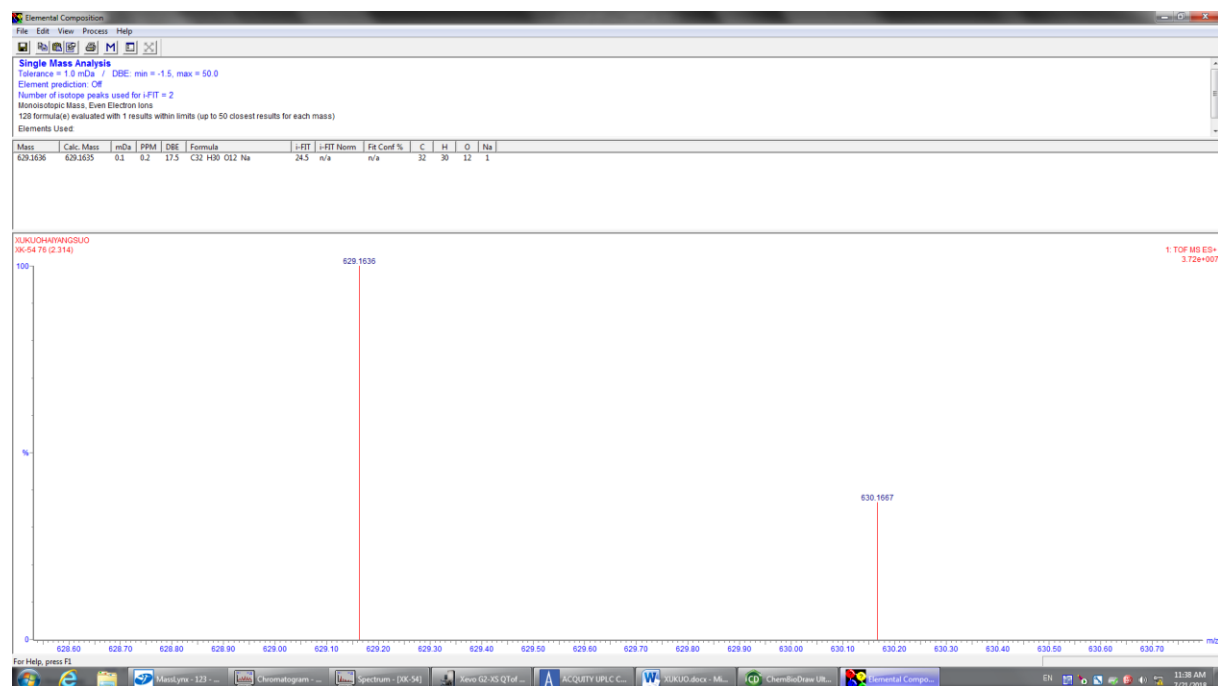 Elemental Composition
File Edit View Process Help
Single Mass Analysis
Tolerance = 1.0 mDa / DBE: min = -1.5, max = 50.0
Element prediction: Off
Number of isotope peaks used for i-FIT = 2
Monoisotopic Mass, Even Electron Ions
128 formula(e) evaluated with 1 results within limits (up to 50 closest results for each mass)
Elements Used:
Mass Calc. Mass mDa PPM DBE Formula i-FIT i-FIT Norm Fit Conf % C H O Na
629.1636 629.1635 0.1 0.2 17.5 C32 H30 O12 Na 24.5 n/a n/a 32 30 12 1
XUKUOHAIYANGSUO
XK-54 76 (2.314)
1: TOF MS ES+
3.72e+007
100
629.1636
%
630.1667
0
m/z
628.60 628.70 628.80 628.90 629.00 629.10 629.20 629.30 629.40 629.50 629.60 629.70 629.80 629.90 630.00 630.10 630.20 630.30 630.40 630.50 630.60 630.70
For Help, press F1
MassLynx - 123 - ... Chromatogram - ... Spectrum - [XK-54] Xevo G2-XS QTof ... ACQUITY UPLC C... XUKUO.docx - Mi... ChemBioDraw Ult... Elemental Compo... EN 11:38 AM